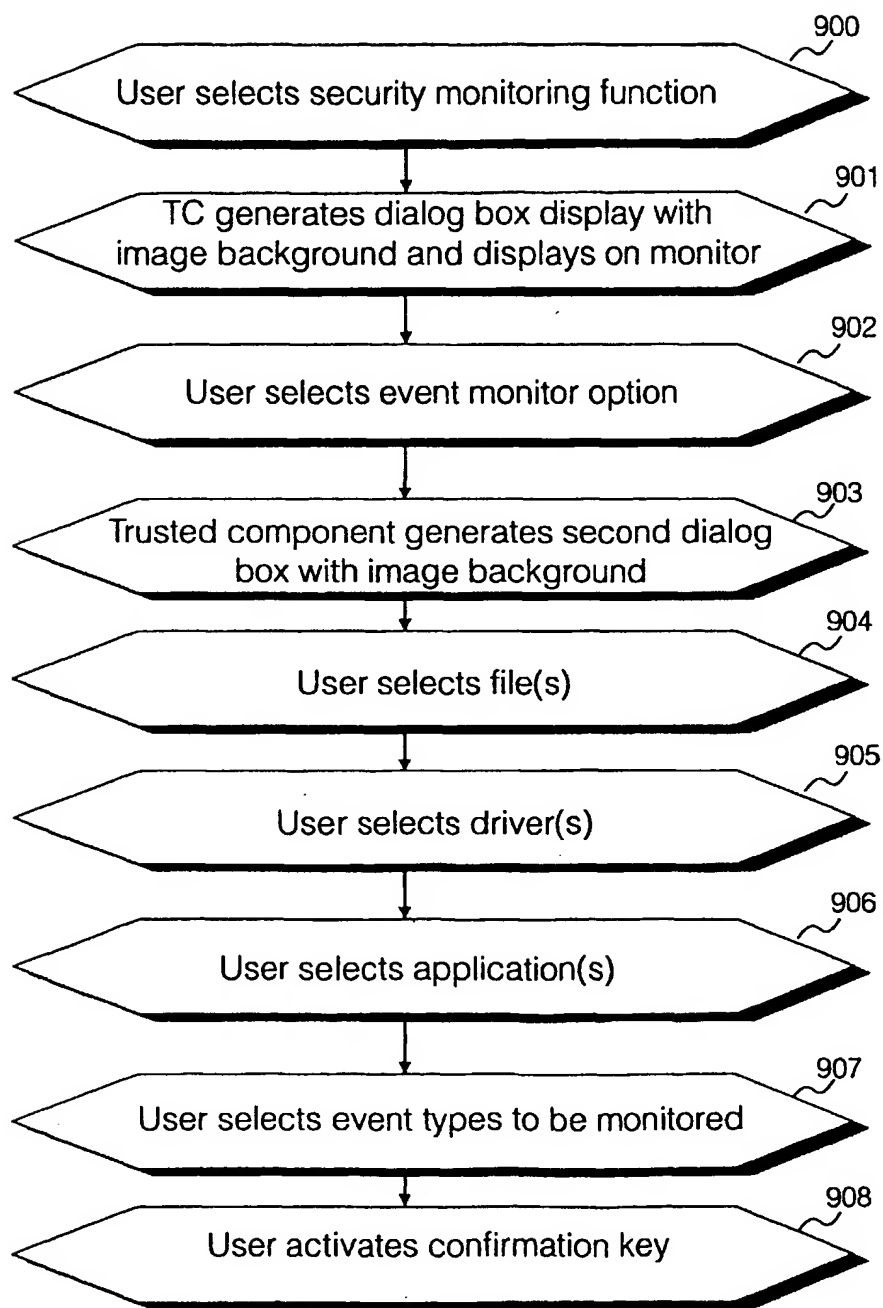 900
User selects security monitoring function
901
TC generates dialog box display with
image background and displays on monitor
902
User selects event monitor option
903
Trusted component generates second dialog
box with image background
904
User selects file(s)
905
User selects driver(s)
906
User selects application(s)
907
User selects event types to be monitored
908
User activates confirmation key